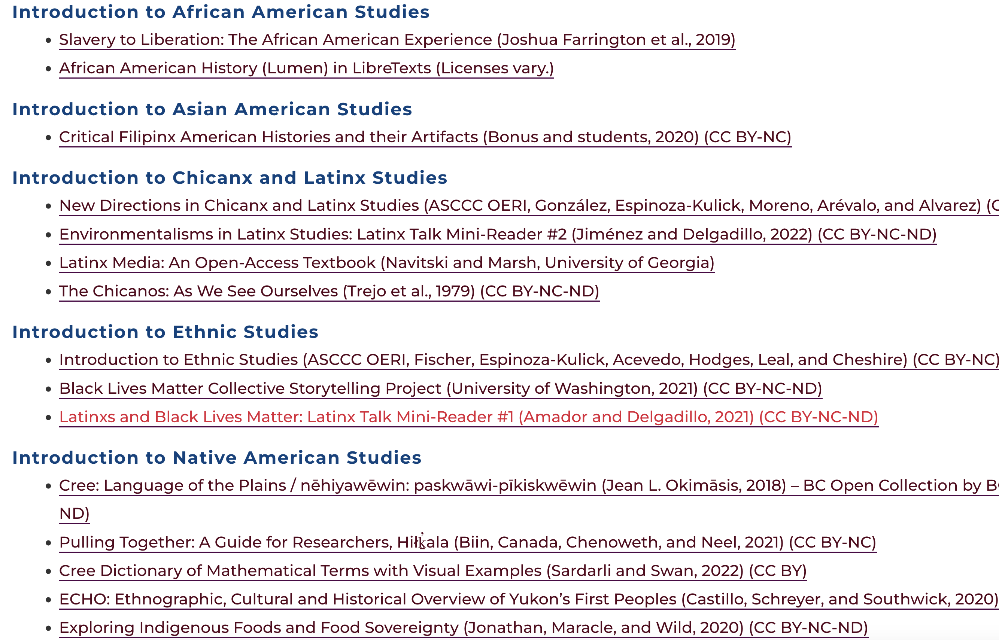 Introduction to African American Studies
Slavery to Liberation: The African American Experience (Joshua Farrington et al., 2019)
African American History (Lumen) in LibreTexts (Licenses vary.)
Introduction to Asian American Studies
Critical Filipinx American Histories and their Artifacts (Bonus and students, 2020) (CC BY-NC)
Introduction to Chicanx and Latinx Studies
New Directions in Chicanx and Latinx Studies (ASCCC OERI, González, Espinoza-Kulick, Moreno, Arévalo, and Alvarez)
Environmentalisms in Latinx Studies: Latinx Talk Mini-Reader #2 (Jiménez and Delgadillo, 2022) (CC BY-NC-ND)
Latinx Media: An Open-Access Textbook (Navitski and Marsh, University of Georgia)
The Chicanos: As We See Ourselves (Trejo et al., 1979) (CC BY-NC-ND)
Introduction to Ethnic Studies
Introduction to Ethnic Studies (ASCCC OERI, Fischer, Espinoza-Kulick, Acevedo, Hodges, Leal, and Cheshire) (CC BY-NC)
Black Lives Matter Collective Storytelling Project (University of Washington, 2021) (CC BY-NC-ND)
Latinxs and Black Lives Matter: Latinx Talk Mini-Reader #1 (Amador and Delgadillo, 2021) (CC BY-NC-ND)
Introduction to Native American Studies
Cree: Language of the Plains / nēhiyawēwin: paskwāwi-pīkiskwēwin (Jean L. Okimāsis, 2018) – BC Open Collection by
ND)
Pulling Together: A Guide for Researchers, Hiłḵ̓ala (Biin, Canada, Chenoweth, and Neel, 2021) (CC BY-NC)
Cree Dictionary of Mathematical Terms with Visual Examples (Sardarli and Swan, 2022) (CC BY)
ECHO: Ethnographic, Cultural and Historical Overview of Yukon’s First Peoples (Castillo, Schreyer, and Southwick, 2020)
Exploring Indigenous Foods and Food Sovereignty (Jonathan, Maracle, and Wild, 2020) (CC BY-NC-ND)